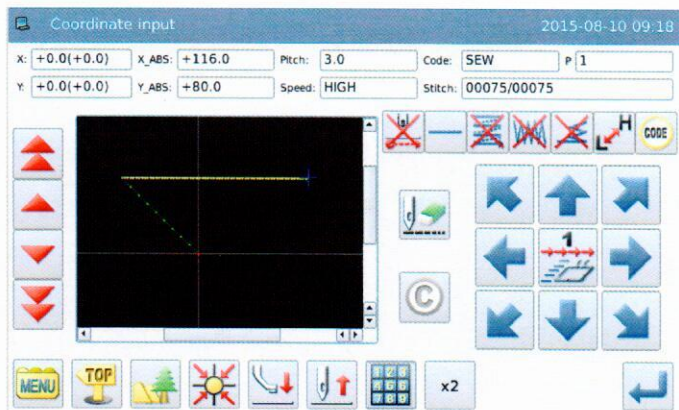 Coordinate input 2015-08-10 09:18
X: +0.0(+0.0) X_ABS: +116.0 Pitch: 3.0 Code: SEW P 1
Y: +0.0(+0.0) Y_ABS: +80.0 Speed: HIGH Stitch: 00075/00075
L H CODE
1
C
MENU TOP x2